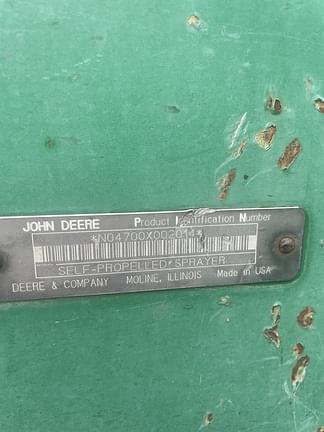 JOHN DEERE Product Identification Number
*N04700X002014*
SELF-PROPELLED SPRAYER
DEERE & COMPANY MOLINE, ILLINOIS Made in USA